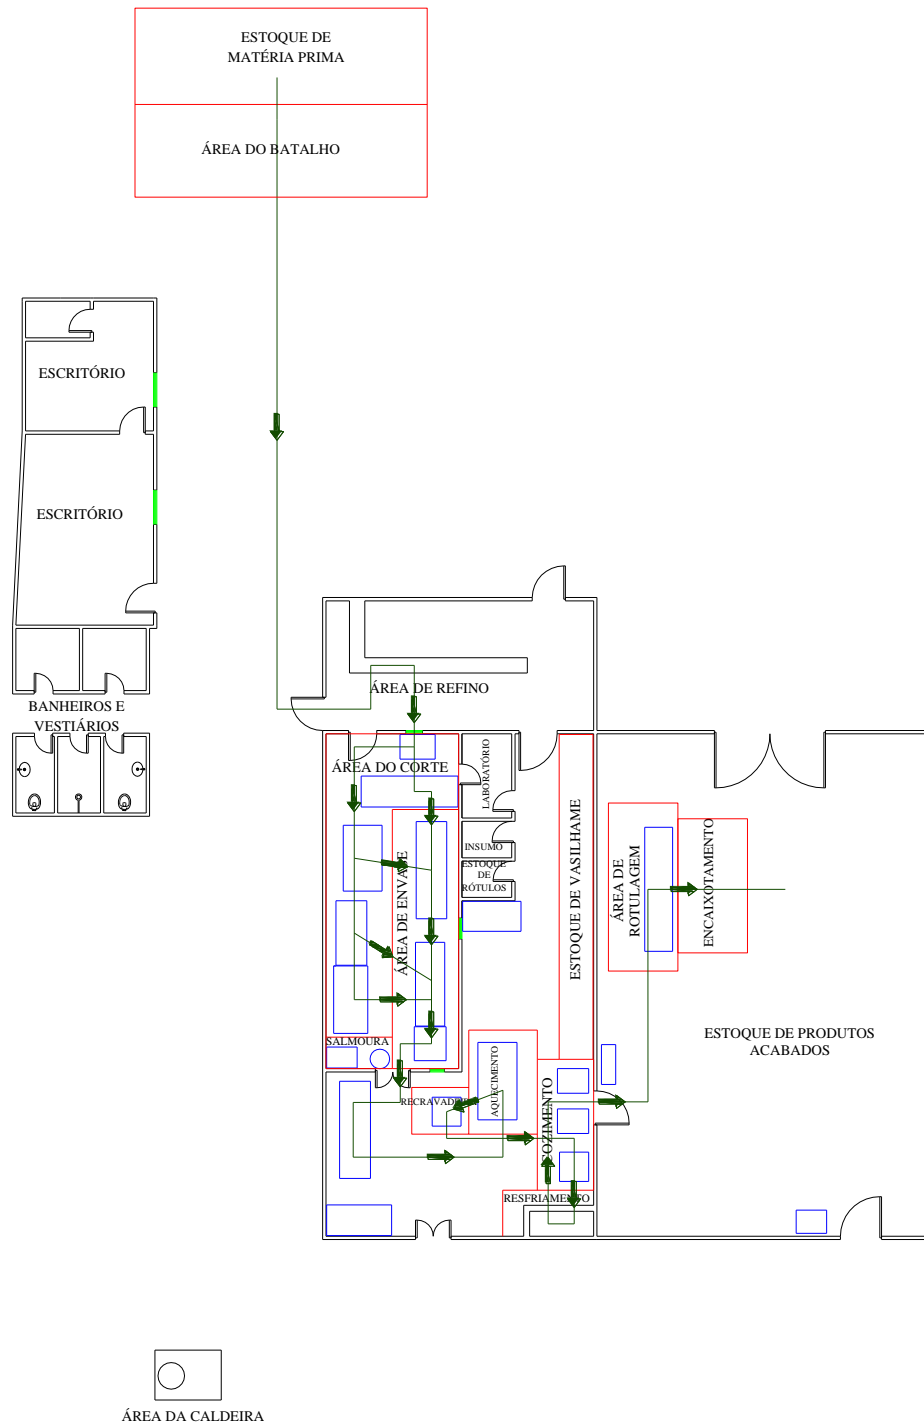 ESTOQUE DE
MATÉRIA PRIMA
ÁREA DO BATALHO
ESCRITÓRIO
ESCRITÓRIO
BANHEIROS E
VESTIÁRIOS
ÁREA DE REFINO
ÁREA DO CORTE
LABORATÓRIO
INSUMO
ESTOQUE
DE
RÓTULOS
ÁREA DE ENVASE
ESTOQUE DE VASILHAME
ÁREA DE
ROTULAGEM
ENCAIXOTAMENTO
SALMOURA
ESTOQUE DE PRODUTOS
ACABADOS
RECRAVADEIRA
AQUECIMENTO
COZIMENTO
RESFRIAMENTO
ÁREA DA CALDEIRA